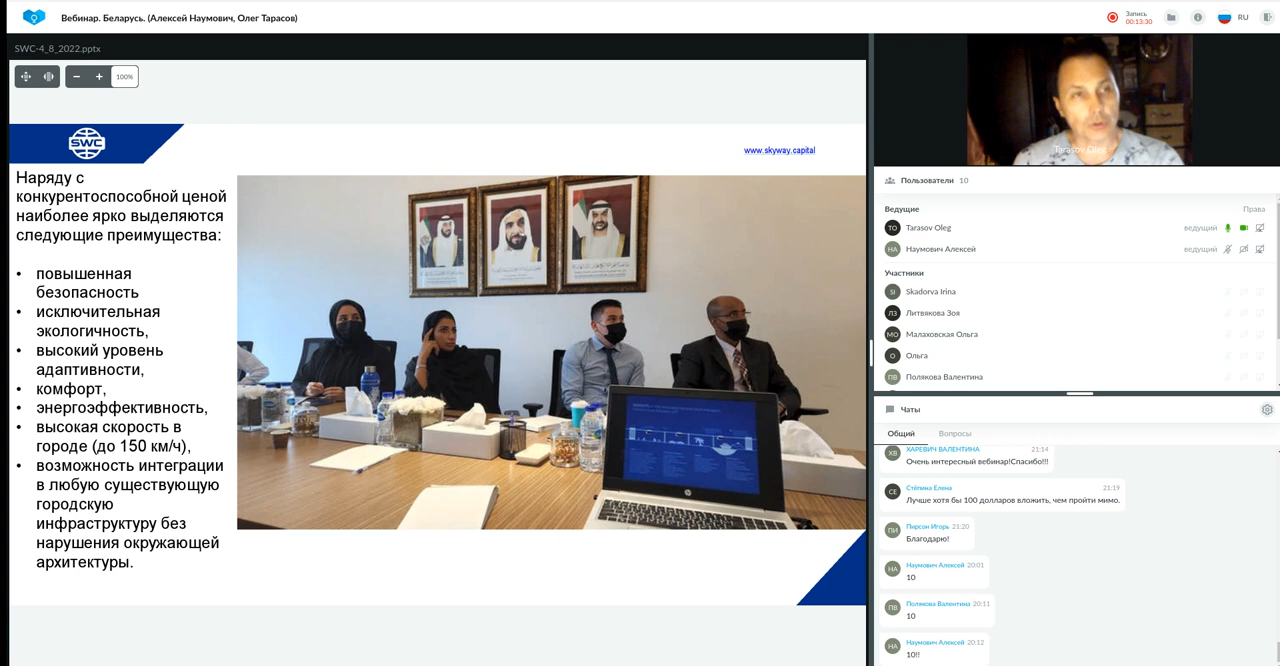 Вебинар. Беларусь. (Алексей Наумович, Олег Тарасов)
Запись
00:13:30
RU
SWC-4_8_2022.pptx
100%
SWC
www.skyway.capital
Наряду с
конкурентоспособной ценой
наиболее ярко выделяются
следующие преимущества:
• повышенная
безопасность
• исключительная
экологичность,
• высокий уровень
адаптивности,
• комфорт,
• энергоэффективность,
• высокая скорость в
городе (до 150 км/ч),
• возможность интеграции
в любую существующую
городскую
инфраструктуру без
нарушения окружающей
архитектуры.
hp
Tarasov Oleg
Пользователи 10
Ведущие Права
TO Tarasov Oleg ведущий
НА Наумович Алексей ведущий
Участники
SI Skadorva Irina
ЛЗ Литвякова Зоя
МО Малаховская Ольга
О Ольга
ПВ Полякова Валентина
Чаты
Общий Вопросы
ХВ ХАРЕВИЧ ВАЛЕНТИНА 21:14
Очень интересный вебинар!Спасибо!!!
СЕ Стёпина Елена 21:19
Лучше хотя бы 100 долларов вложить, чем пройти мимо.
ПИ Пирсон Игорь 21:20
Благодарю!
НА Наумович Алексей 20:01
10
ПВ Полякова Валентина 20:11
10
НА Наумович Алексей 20:12
10!!